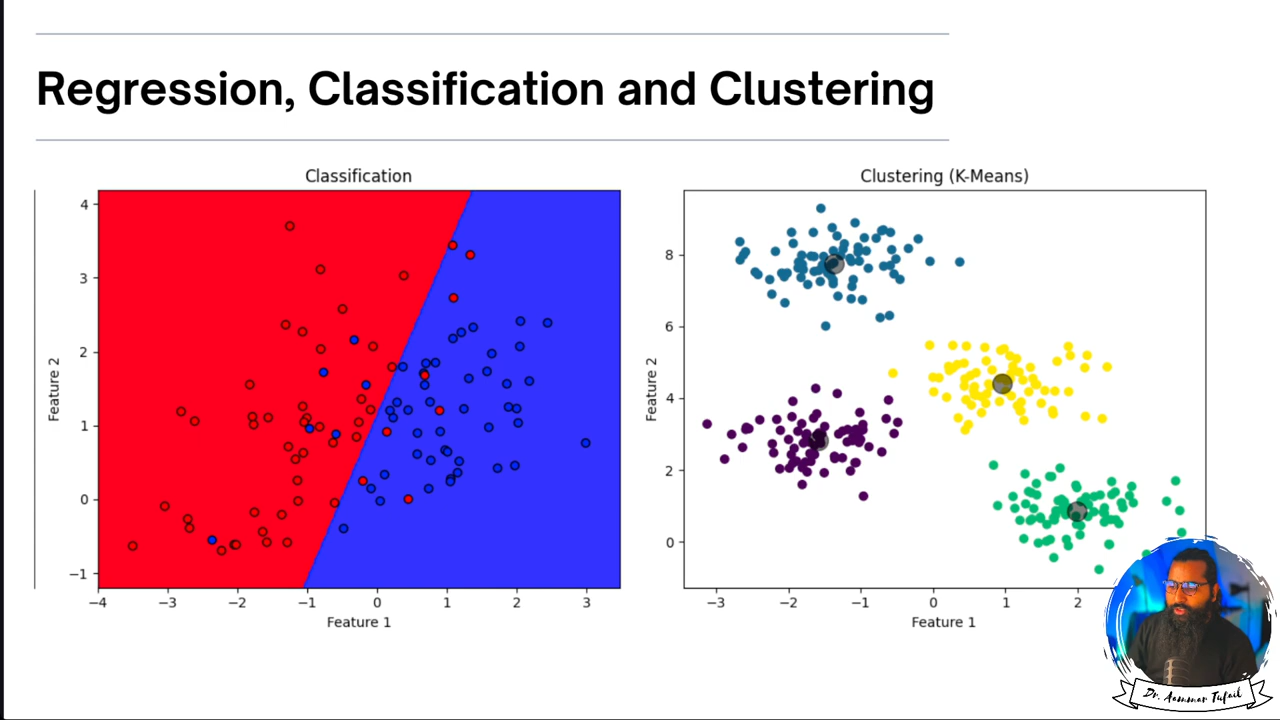 Regression, Classification and Clustering
Classification
4
3
2
1
0
−1
Feature 2
−4 −3 −2 −1 0 1 2 3
Feature 1
Clustering (K-Means)
8
6
4
2
0
Feature 2
−3 −2 −1 0 1 2
Feature 1
Dr. Aammar Tufail